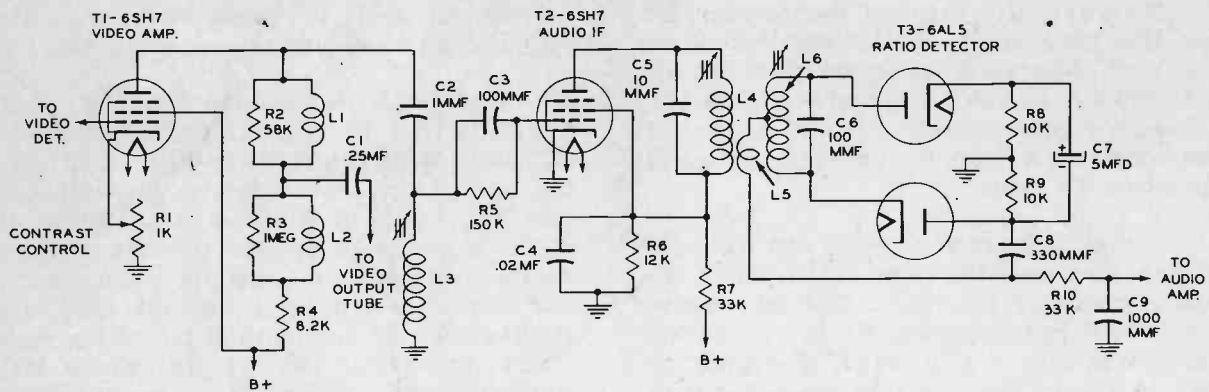 T1-6SH7
VIDEO AMP.
TO
VIDEO
DET.
R1
1K
CONTRAST
CONTROL
R2
58K
L1
C1
.25MF
R3
1MEG
L2
TO
VIDEO
OUTPUT
TUBE
R4
8.2K
B+
C2
1MMF
C3
100MMF
R5
150K
L3
T2-6SH7
AUDIO IF
C5
10
MMF
C4
.02MF
R6
12K
R7
33K
B+
L4
L5
L6
C6
100
MMF
T3-6AL5
RATIO DETECTOR
R8
10K
R9
10K
C7
5MFD
+
C8
330MMF
R10
33K
C9
1000
MMF
TO
AUDIO
AMP.